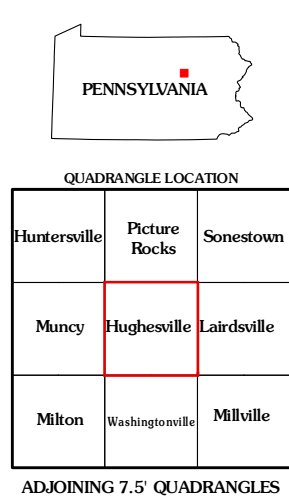 PENNSYLVANIA
QUADRANGLE LOCATION
Huntersville
Picture
Rocks
Sonestown
Muncy
Hughesville
Lairdsville
Milton
Washingtonville
Millville
ADJOINING 7.5' QUADRANGLES